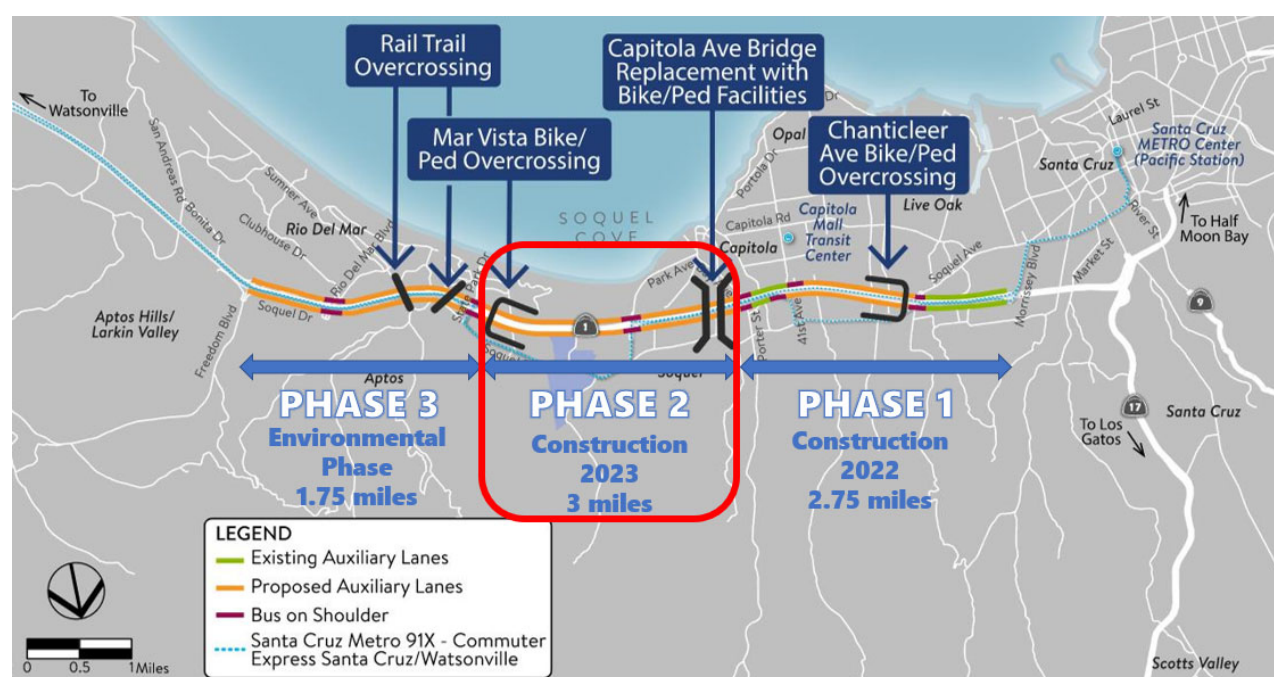 Rail Trail
Overcrossing
Capitola Ave Bridge
Replacement with
Bike/Ped Facilities
Mar Vista Bike/
Ped Overcrossing
Chanticleer
Ave Bike/Ped
Overcrossing
To
Watsonville
San Andreas Rd
Bonita Dr
Sumner Ave
Clubhouse Dr
Rio Del Mar
Rio Del Mar Blvd
SOQUEL
COVE
Opal
Portola Dr
Capitola Rd
Capitola
Capitola
Mall
Transit
Center
Live Oak
Laurel St
Santa Cruz
METRO Center
(Pacific Station)
Santa Cruz
River St
To Half
Moon Bay
Market St
Morrissey Blvd
Soquel Ave
Park Ave
Park Dr
Aptos Hills/
Larkin Valley
Freedom Blvd
Soquel Dr
Aptos
1
Soquel
Porter St
41st Ave
9
17
Santa Cruz
To Los
Gatos
PHASE 3
Environmental
Phase
1.75 miles
PHASE 2
Construction
2023
3 miles
PHASE 1
Construction
2022
2.75 miles
LEGEND
Existing Auxiliary Lanes
Proposed Auxiliary Lanes
Bus on Shoulder
Santa Cruz Metro 91X - Commuter
Express Santa Cruz/Watsonville
0 0.5 1 Miles
Scotts Valley